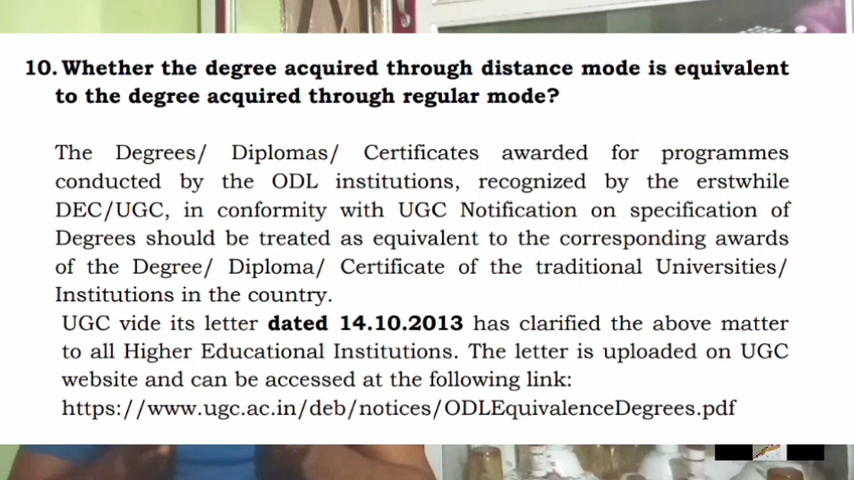 10. Whether the degree acquired through distance mode is equivalent
to the degree acquired through regular mode?
The Degrees/ Diplomas/ Certificates awarded for programmes
conducted by the ODL institutions, recognized by the erstwhile
DEC/UGC, in conformity with UGC Notification on specification of
Degrees should be treated as equivalent to the corresponding awards
of the Degree/ Diploma/ Certificate of the traditional Universities/
Institutions in the country.
UGC vide its letter dated 14.10.2013 has clarified the above matter
to all Higher Educational Institutions. The letter is uploaded on UGC
website and can be accessed at the following link:
https://www.ugc.ac.in/deb/notices/ODLEquivalenceDegrees.pdf